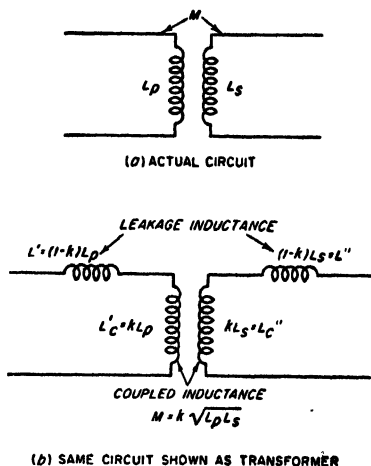 M
Lp Ls
(a) ACTUAL CIRCUIT
LEAKAGE INDUCTANCE
L'=(1-k)Lp (1-k)Ls=L"
L'c=kLp kLs=Lc"
COUPLED INDUCTANCE
M=k√LpLs
(b) SAME CIRCUIT SHOWN AS TRANSFORMER